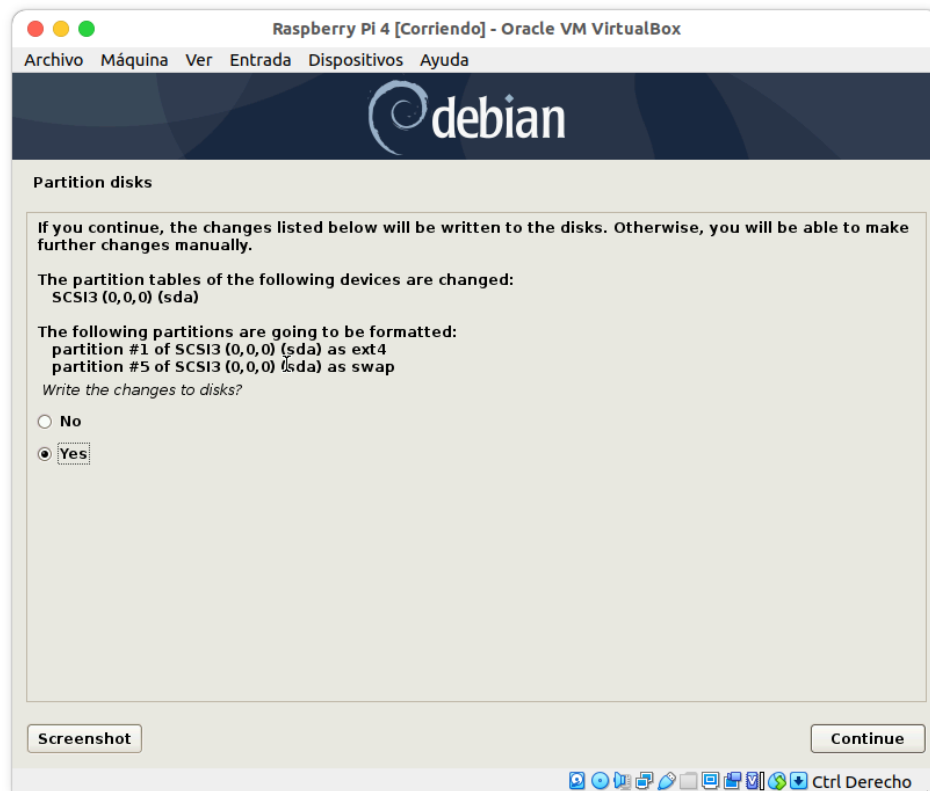 Raspberry Pi 4 [Corriendo] - Oracle VM VirtualBox
Archivo Máquina Ver Entrada Dispositivos Ayuda
debian
Partition disks
If you continue, the changes listed below will be written to the disks. Otherwise, you will be able to make
further changes manually.
The partition tables of the following devices are changed:
SCSI3 (0,0,0) (sda)
The following partitions are going to be formatted:
partition #1 of SCSI3 (0,0,0) (sda) as ext4
partition #5 of SCSI3 (0,0,0) (sda) as swap
Write the changes to disks?
No
Yes
Screenshot
Continue
Ctrl Derecho